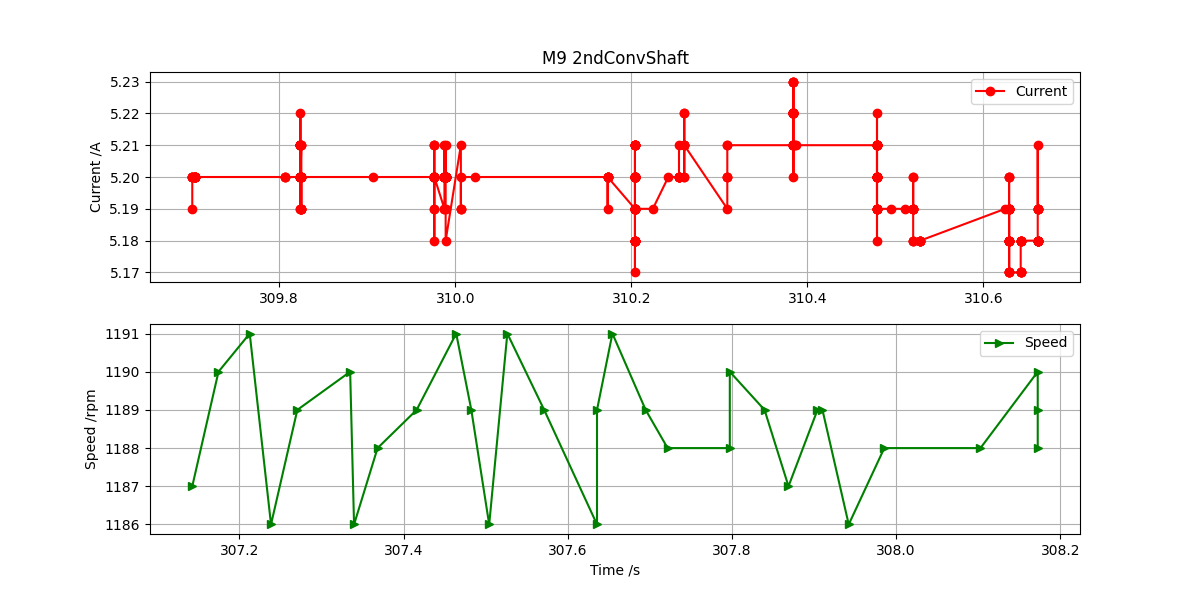 M9 2ndConvShaft
Current /A
5.23
5.22
5.21
5.20
5.19
5.18
5.17
Current
309.8 310.0 310.2 310.4 310.6
Speed /rpm
1191
1190
1189
1188
1187
1186
Speed
307.2 307.4 307.6 307.8 308.0 308.2
Time /s